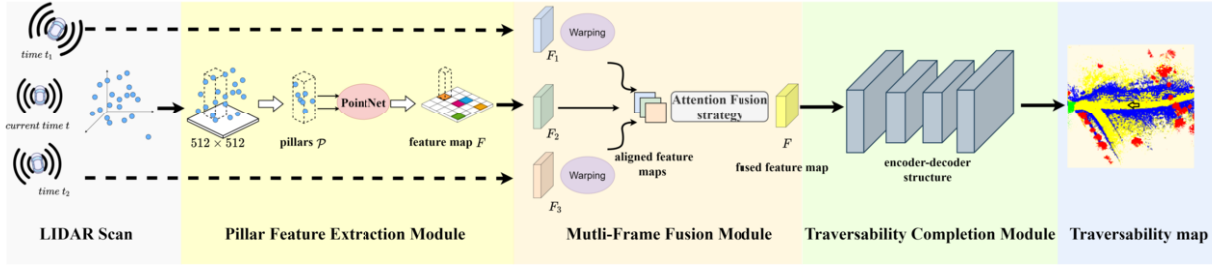 time t₁
current time t
time t₂
LIDAR Scan
512 × 512
pillars 𝒫
PointNet
feature map F
Pillar Feature Extraction Module
F₁
Warping
F₂
F₃
Warping
aligned feature
maps
Attention Fusion
strategy
F
fused feature map
Mutli-Frame Fusion Module
encoder-decoder
structure
Traversability Completion Module
Traversability map